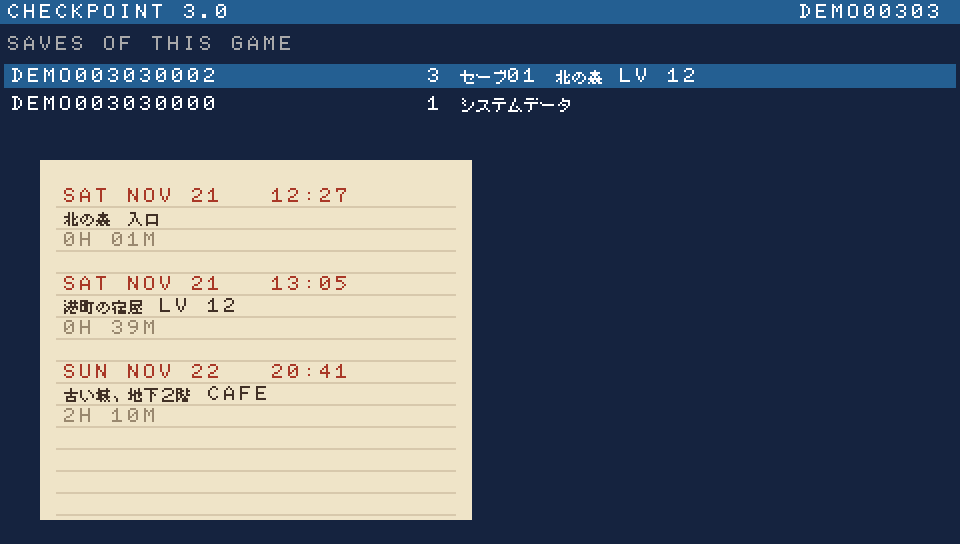 CHECKPOINT 3.0 DEMO00303
SAVES OF THIS GAME
DEMO003030002 3 セーブ01 北の森 LV 12
DEMO003030000 1 システムデータ
SAT NOV 21 12:27
北の森 入口
0H 01M
SAT NOV 21 13:05
港町の宿屋 LV 12
0H 39M
SUN NOV 22 20:41
古い城、地下2階 CAFE
2H 10M